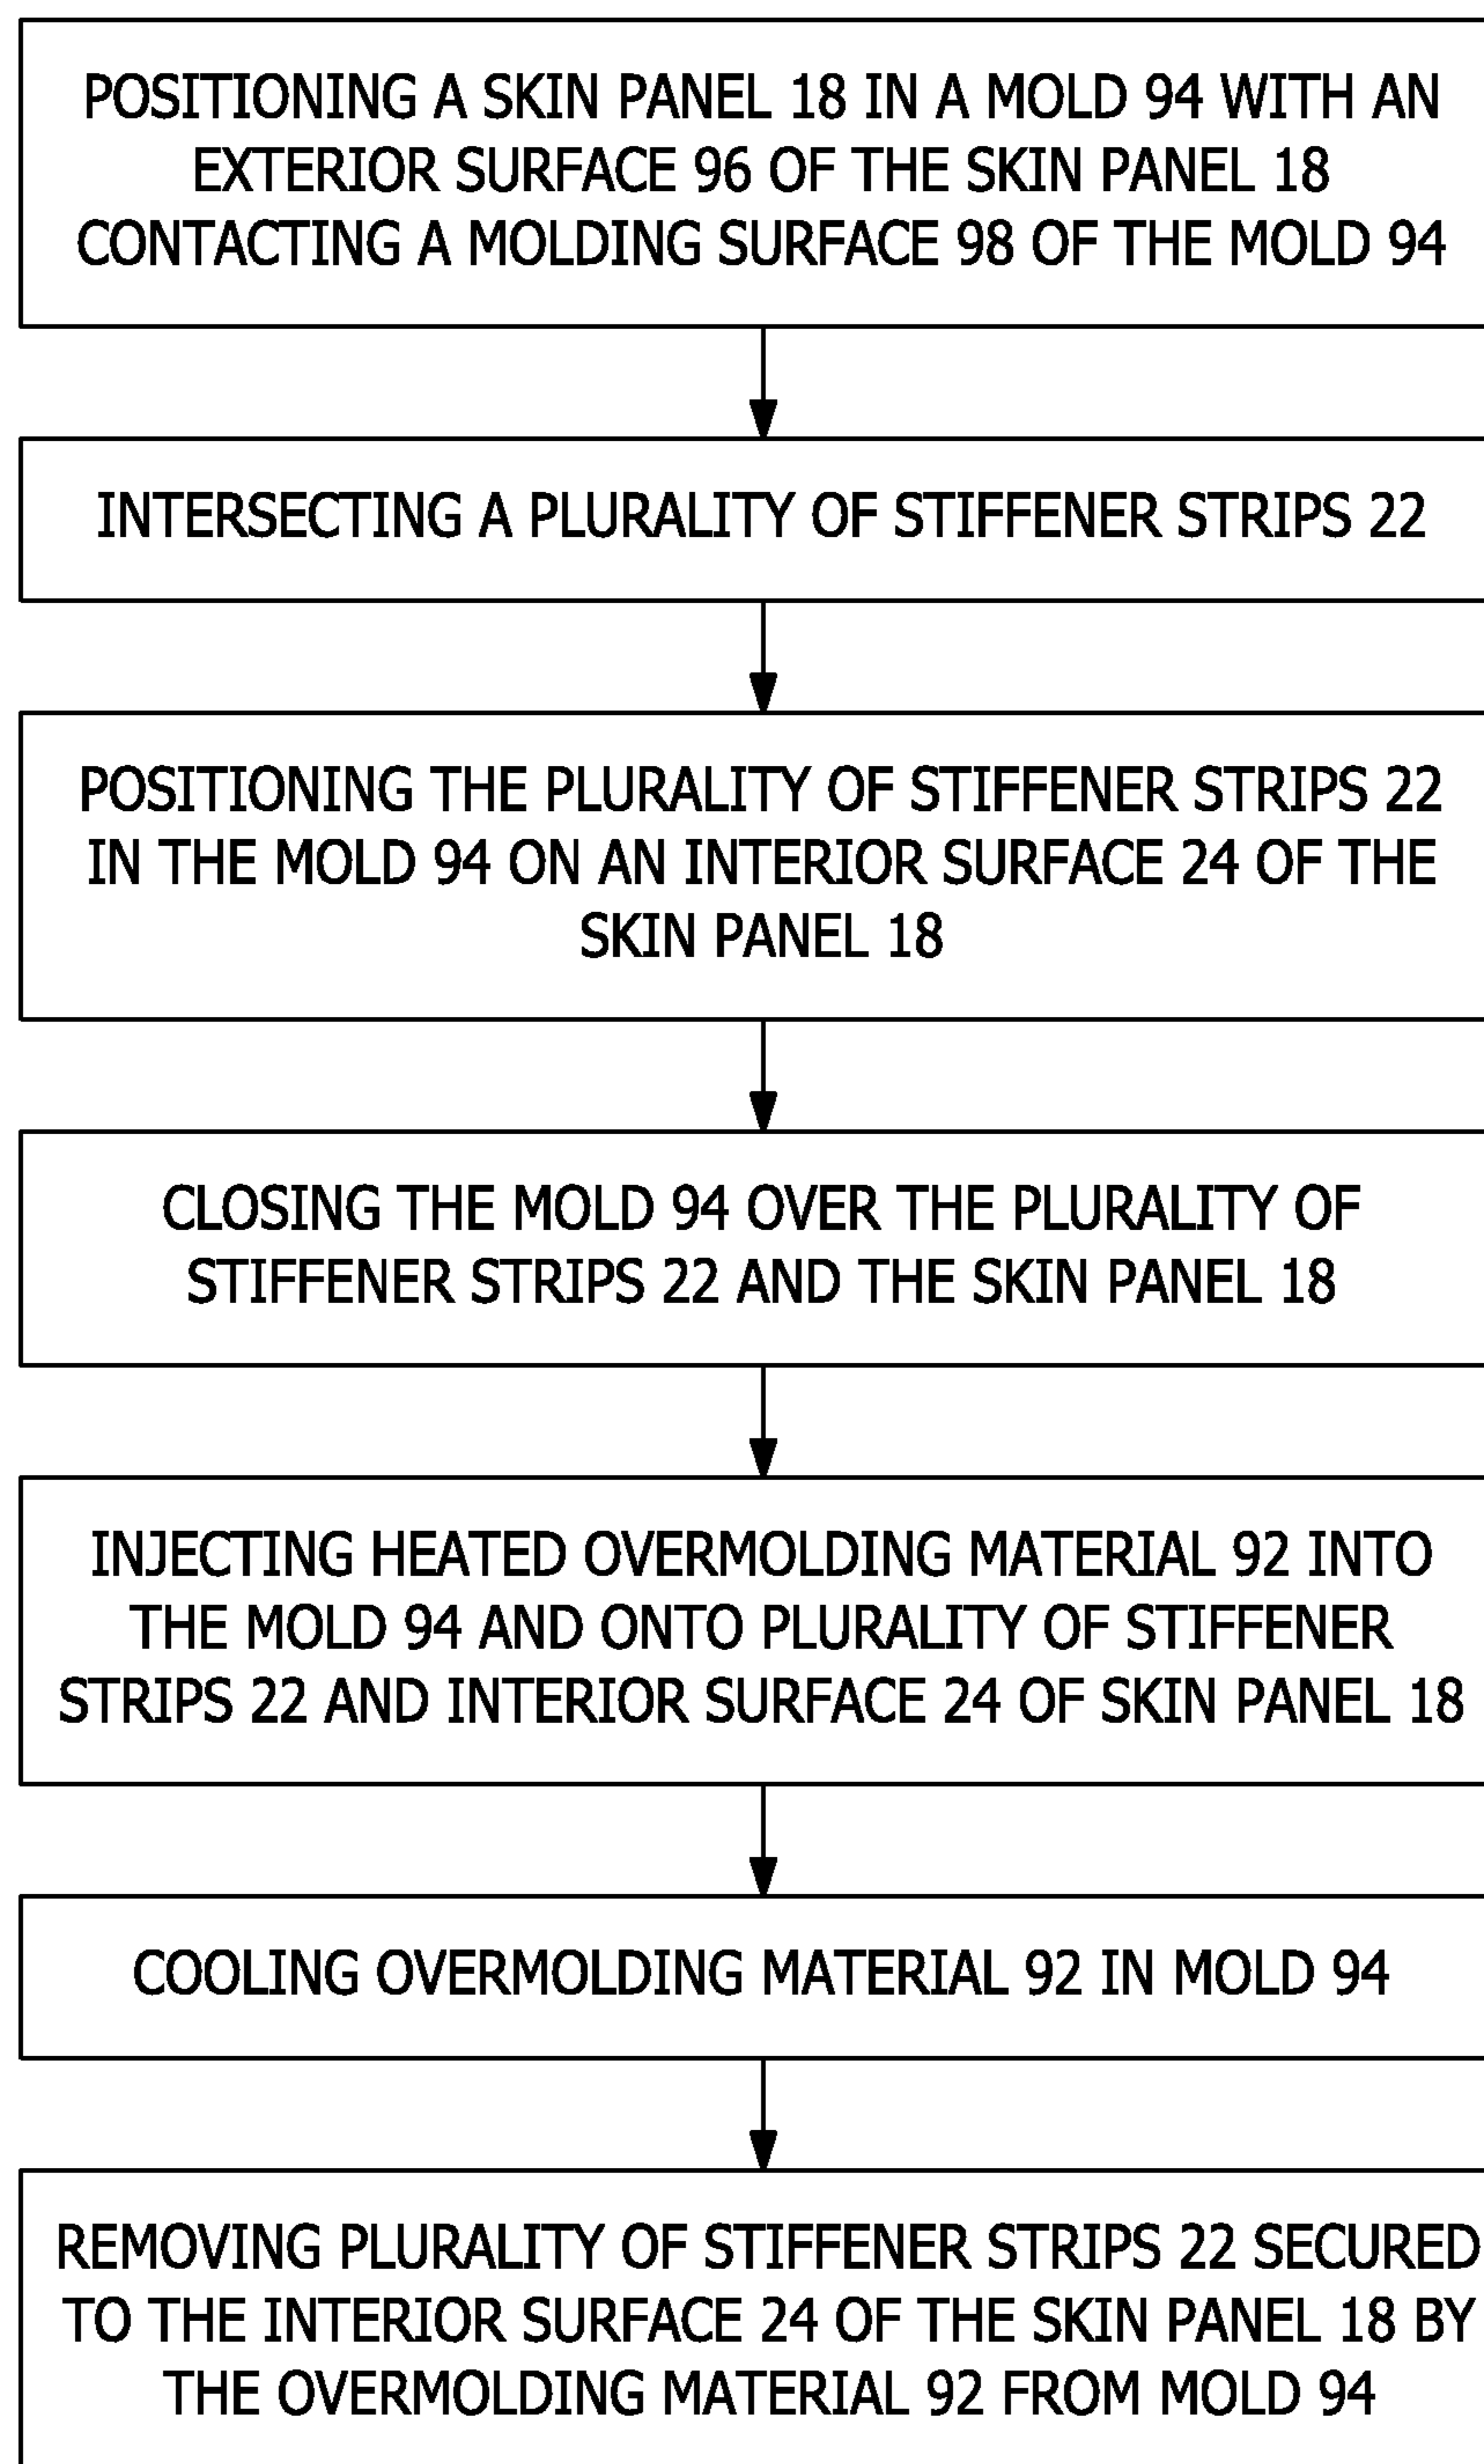 POSITIONING A SKIN PANEL 18 IN A MOLD 94 WITH AN
EXTERIOR SURFACE 96 OF THE SKIN PANEL 18
CONTACTING A MOLDING SURFACE 98 OF THE MOLD 94
INTERSECTING A PLURALITY OF STIFFENER STRIPS 22
POSITIONING THE PLURALITY OF STIFFENER STRIPS 22
IN THE MOLD 94 ON AN INTERIOR SURFACE 24 OF THE
SKIN PANEL 18
CLOSING THE MOLD 94 OVER THE PLURALITY OF
STIFFENER STRIPS 22 AND THE SKIN PANEL 18
INJECTING HEATED OVERMOLDING MATERIAL 92 INTO
THE MOLD 94 AND ONTO PLURALITY OF STIFFENER
STRIPS 22 AND INTERIOR SURFACE 24 OF SKIN PANEL 18
COOLING OVERMOLDING MATERIAL 92 IN MOLD 94
REMOVING PLURALITY OF STIFFENER STRIPS 22 SECURED
TO THE INTERIOR SURFACE 24 OF THE SKIN PANEL 18 BY
THE OVERMOLDING MATERIAL 92 FROM MOLD 94